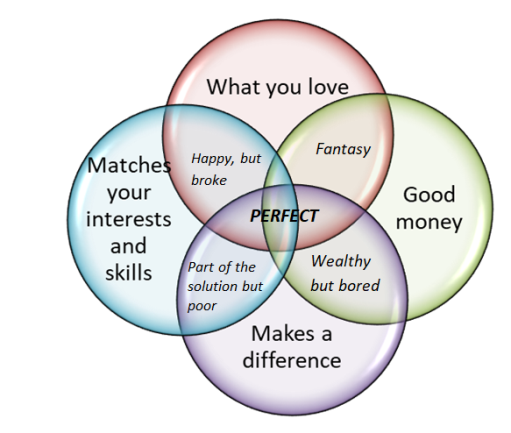 What you love
Fantasy
Happy, but
broke
Matches
your
interests
and
skills
Good
money
PERFECT
Part of the
solution but
poor
Wealthy
but bored
Makes a
difference